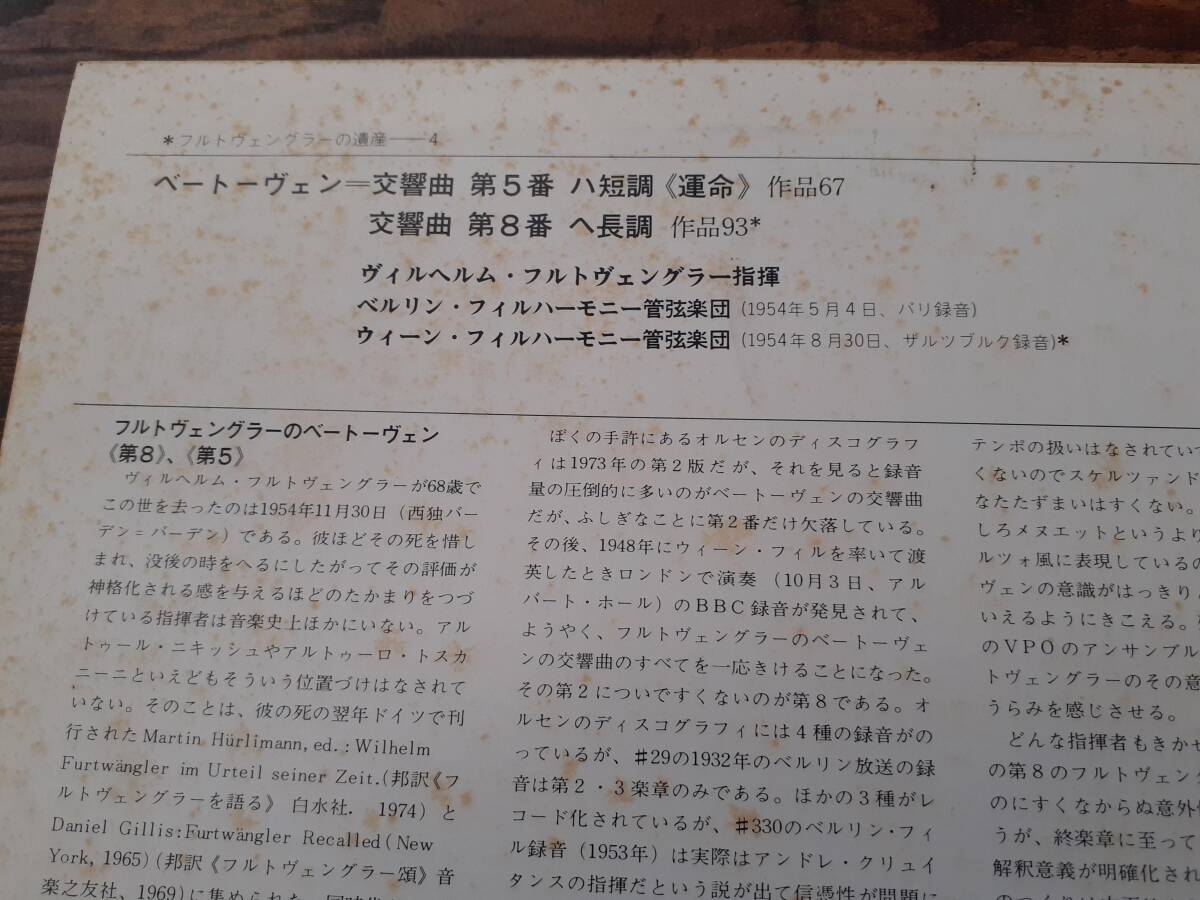 *フルトヴェングラーの遺産——4
ベートーヴェン＝交響曲 第5番 ハ短調《運命》 作品67
交響曲 第8番 ヘ長調 作品93*
ヴィルヘルム・フルトヴェングラー指揮
ベルリン・フィルハーモニー管弦楽団 (1954年5月4日、パリ録音)
ウィーン・フィルハーモニー管弦楽団 (1954年8月30日、ザルツブルク録音)*
フルトヴェングラーのベートーヴェン
《第8》、《第5》
ヴィルヘルム・フルトヴェングラーが68歳で
この世を去ったのは1954年11月30日（西独バー
デン＝バーデン）である。彼ほどその死を惜し
まれ、没後の時をへるにしたがってその評価が
神格化される感を与えるほどのたかまりをつづ
けている指揮者は音楽史上ほかにいない。アル
トゥール・ニキッシュやアルトゥーロ・トスカ
ニーニといえどもそういう位置づけはなされて
いない。そのことは、彼の死の翌年ドイツで刊
行されたMartin Hürlimann, ed.: Wilhelm
Furtwängler im Urteil seiner Zeit.(邦訳《フ
ルトヴェングラーを語る》 白水社. 1974）と
Daniel Gillis: Furtwängler Recalled (New
York, 1965) (邦訳《フルトヴェングラー頌》音
楽之友社、1969)に集められた、同時代
ぼくの手許にあるオルセンのディスコグラフ
ィは1973年の第2版だが、それを見ると録音
量の圧倒的に多いのがベートーヴェンの交響曲
だが、ふしぎなことに第2番だけ欠落している。
その後、1948年にウィーン・フィルを率いて渡
英したときロンドンで演奏（10月3日、アル
バート・ホール）のBBC録音が発見されて、
ようやく、フルトヴェングラーのベートーヴェ
ンの交響曲のすべてを一応きけることになった。
その第2についですくないのが第8である。オ
ルセンのディスコグラフィには4種の録音がの
っているが、#29の1932年のベルリン放送の録
音は第2・3楽章のみである。ほかの3種がレ
コード化されているが、#330のベルリン・フィ
ル録音（1953年）は実際はアンドレ・クリュイ
タンスの指揮だという説が出て信憑性が問題に
テンポの扱いはなされていて
くないのでスケルツァンド
なたたずまいはすくない。
しろメヌエットというより
ルツォ風に表現しているの
ヴェンの意識がはっきり
いえるようにきこえる。
のVPOのアンサンブル
トヴェングラーのその意
うらみを感じさせる。
どんな指揮者もきかせ
の第8のフルトヴェング
のにすくなからぬ意外
うが、終楽章に至って
解釈意義が明確化され